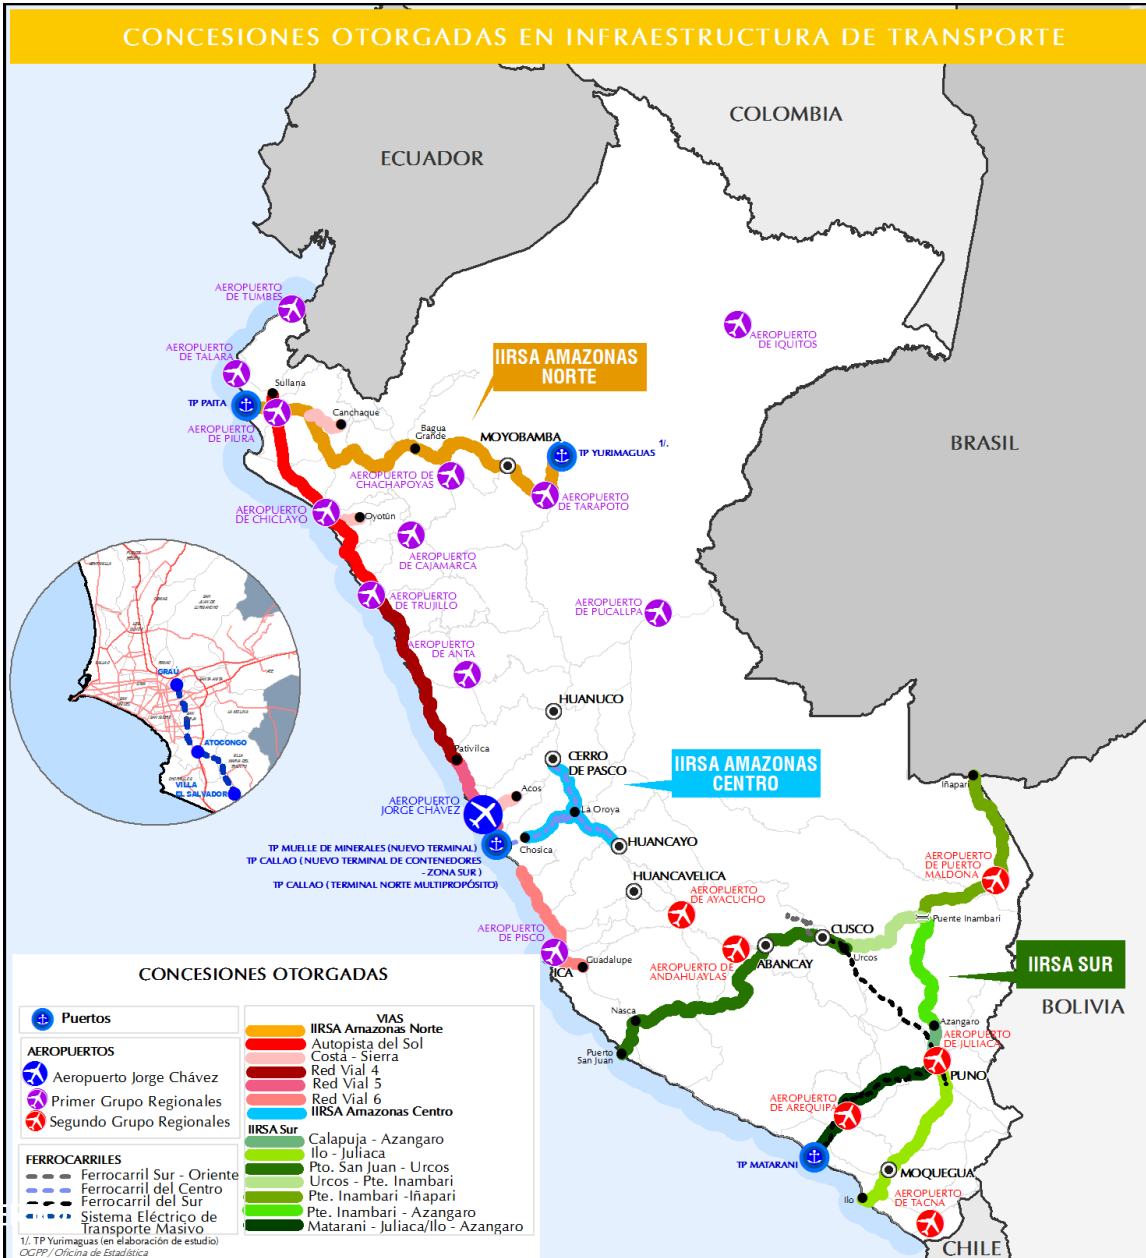 CONCESIONES OTORGADAS EN INFRAESTRUCTURA DE TRANSPORTE
COLOMBIA
ECUADOR
AEROPUERTO
DE TUMBES
AEROPUERTO
DE IQUITOS
AEROPUERTO
DE TALARA
IIRSA AMAZONAS
NORTE
Sullana
TP PAITA
Canchaque
AEROPUERTO
DE PIURA
Bagua
Grande
MOYOBAMBA
1/.
TP YURIMAGUAS
BRASIL
AEROPUERTO DE
CHACHAPOYAS
AEROPUERTO
DE TARAPOTO
AEROPUERTO
DE CHICLAYO
Oyotún
AEROPUERTO
DE CAJAMARCA
AEROPUERTO
DE TRUJILLO
AEROPUERTO
DE PUCALLPA
AEROPUERTO
DE ANTA
GRAU
ATOCONGO
VILLA
EL SALVADOR
HUANUCO
Pativilca
CERRO
DE PASCO
IIRSA AMAZONAS
CENTRO
Iñapari
AEROPUERTO
JORGE CHÁVEZ
Acos
La Oroya
Chosica
HUANCAYO
TP MUELLE DE MINERALES (NUEVO TERMINAL)
TP CALLAO ( NUEVO TERMINAL DE CONTENEDORES
- ZONA SUR )
TP CALLAO ( TERMINAL NORTE MULTIPROPÓSITO)
HUANCAVELICA
AEROPUERTO
DE AYACUCHO
AEROPUERTO
DE PUERTO
MALDONA
AEROPUERTO
DE PISCO
Puente Inambari
CUSCO
Urcos
ABANCAY
Guadalupe
ICA
AEROPUERTO DE
ANDAHUAYLAS
IIRSA SUR
BOLIVIA
Nasca
Puerto
San Juan
Azangaro
AEROPUERTO
DE JULIACA
PUNO
AEROPUERTO
DE AREQUIPA
TP MATARANI
MOQUEGUA
Ilo
AEROPUERTO
DE TACNA
CHILE
CONCESIONES OTORGADAS
Puertos
AEROPUERTOS
Aeropuerto Jorge Chávez
Primer Grupo Regionales
Segundo Grupo Regionales
FERROCARRILES
Ferrocarril Sur - Oriente
Ferrocarril del Centro
Ferrocarril del Sur
Sistema Eléctrico de
Transporte Masivo
VIAS
IIRSA Amazonas Norte
Autopista del Sol
Costa - Sierra
Red Vial 4
Red Vial 5
Red Vial 6
IIRSA Amazonas Centro
IIRSA Sur
Calapuja - Azangaro
Ilo - Juliaca
Pto. San Juan - Urcos
Urcos - Pte. Inambari
Pte. Inambari -Iñapari
Pte. Inambari - Azangaro
Matarani - Juliaca/Ilo - Azangaro
1/. TP Yurimaguas (en elaboración de estudio)
OGPP / Oficina de Estadística